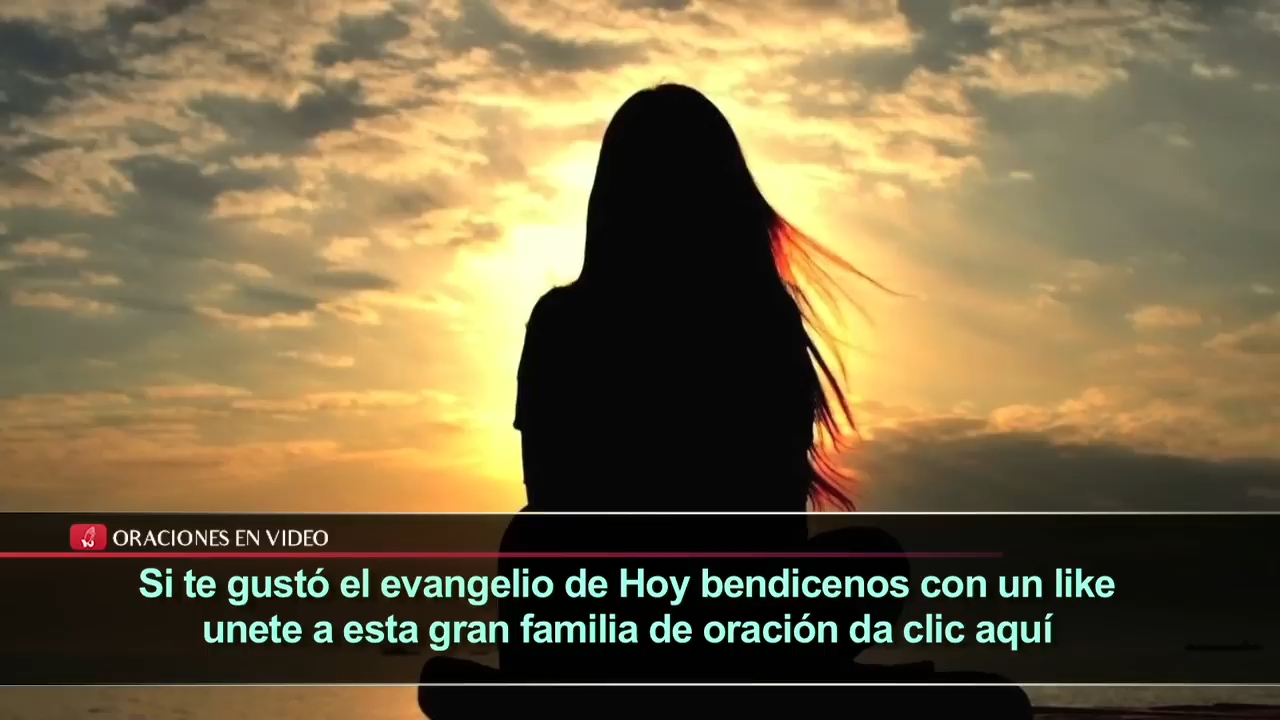 ORACIONES EN VIDEO
Si te gustó el evangelio de Hoy bendicenos con un like
unete a esta gran familia de oración da clic aquí